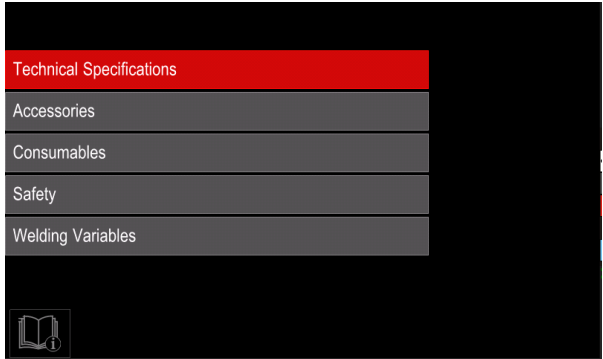 Technical Specifications
Accessories
Consumables
Safety
Welding Variables